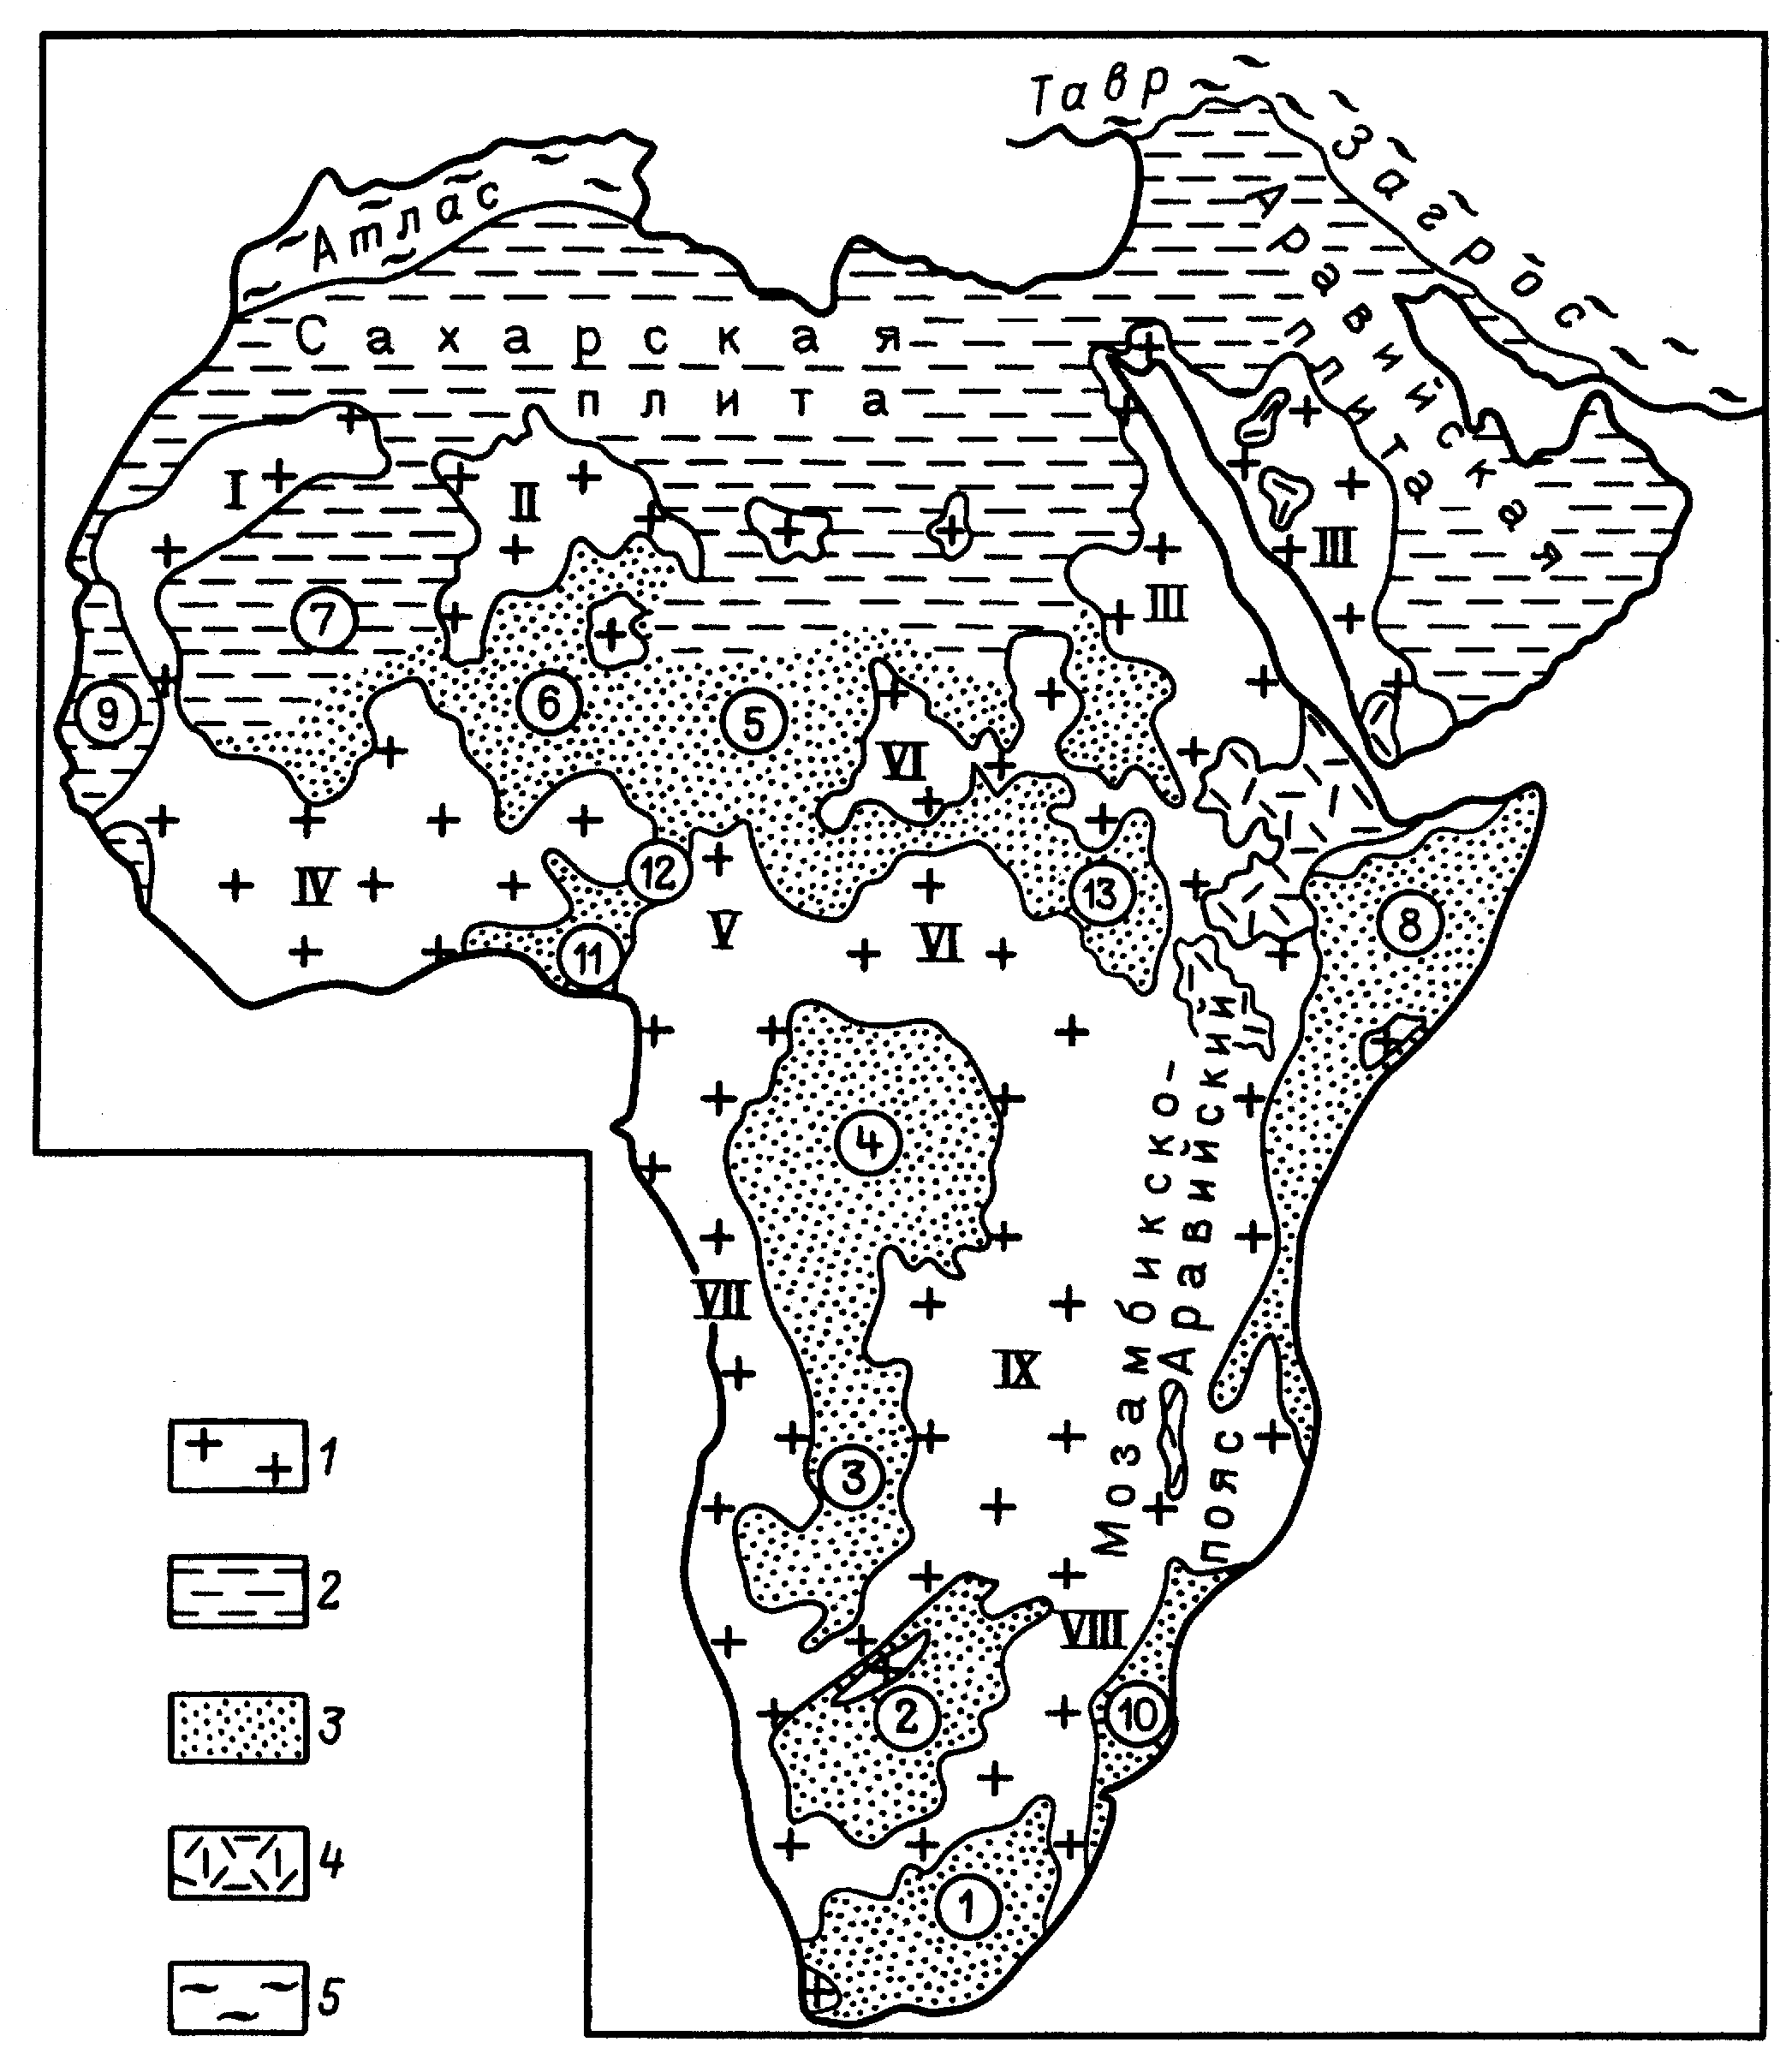 Тавр
Загрос
Атлас
Аравийская
плита
Сахарская
плита
I
II
III
III
7
9
6
5
VI
8
IV
12
13
V
VI
11
4
VII
IX
Мозамбикско-
Аравийский
пояс
3
VIII
2
10
1
1
2
3
4
5